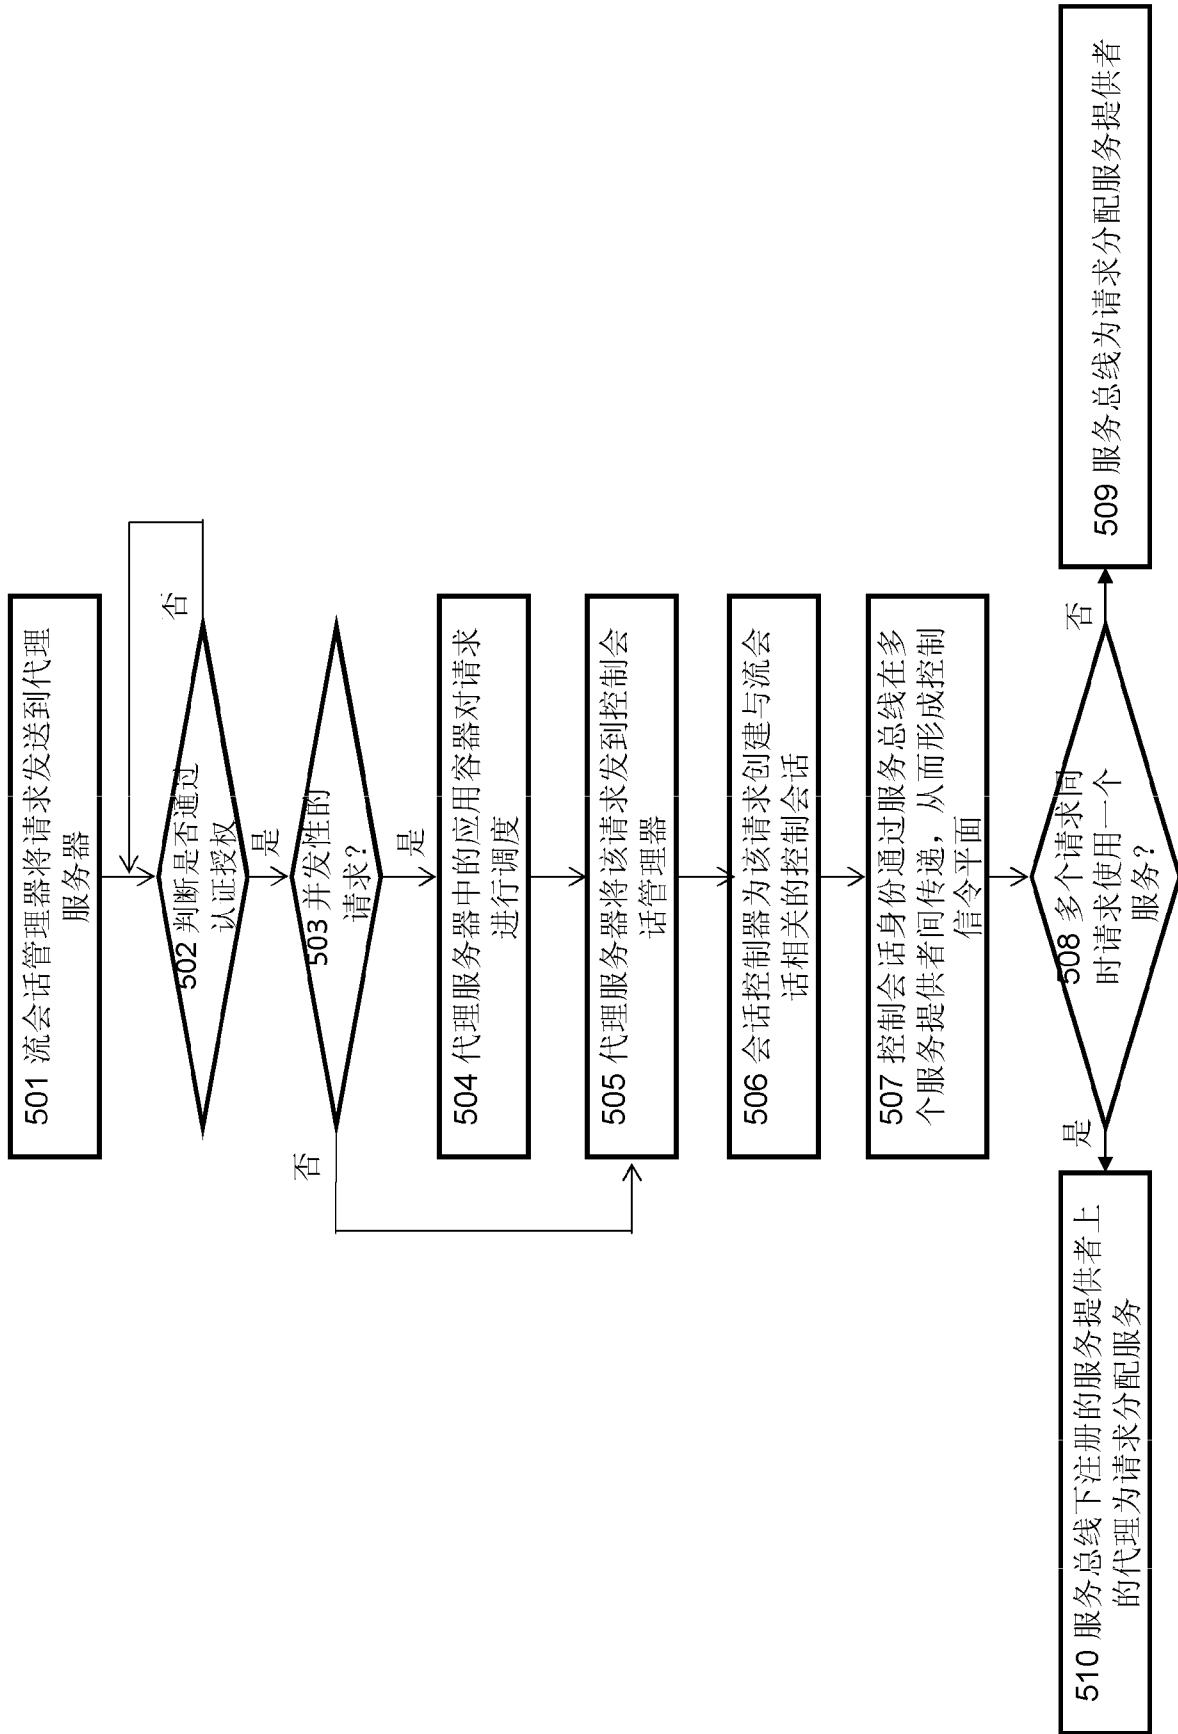 501 流会话管理器将请求发送到代理
服务器
否
502 判断是否通过
认证授权
是
503 并发性的
请求？
否
是
504 代理服务器中的应用容器对请求
进行调度
505 代理服务器将该请求发到控制会
话管理器
506 会话控制器为该请求创建与流会
话相关的控制会话
507 控制会话身份通过服务总线在多
个服务提供者间传递，从而形成控制
信令平面
508 多个请求同
时请求使用一个
服务？
是
否
510 服务总线下注册的服务提供者上
的代理为请求分配服务
509 服务总线为请求分配服务提供者